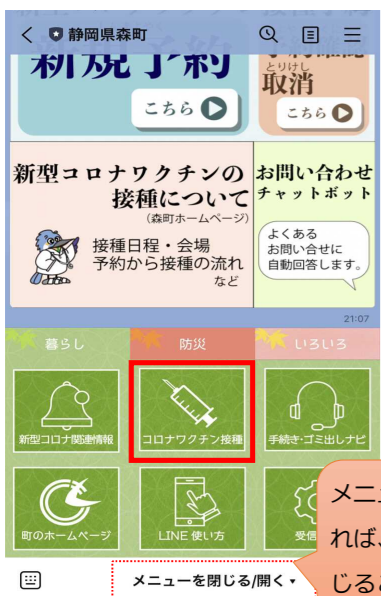 静岡県森町
新規予約
取消
とりけし
こちら
こちら
新型コロナワクチンの
接種について
(森町ホームページ)
接種日程・会場
予約から接種の流れ
など
お問い合わせ
チャットボット
よくある
お問い合せに
自動回答します。
21:07
暮らし
防災
いろいろ
新型コロナ関連情報
コロナワクチン接種
手続き・ゴミ出しナビ
町のホームページ
LINE 使い方
受信
メニュ
れば、
じると
メニューを閉じる/開く▾